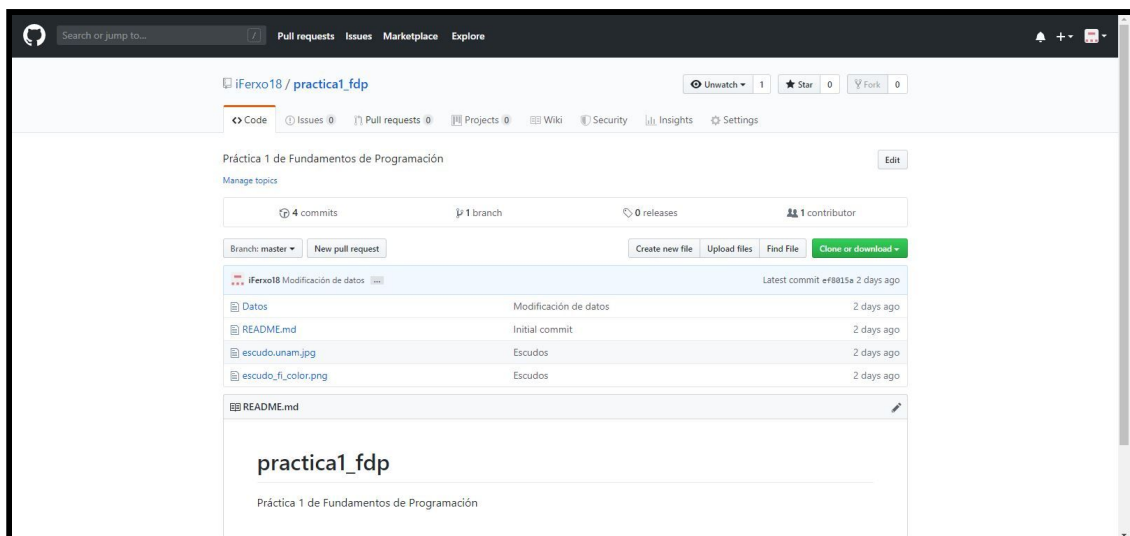 Search or jump to... / Pull requests Issues Marketplace Explore
iFerxo18 / practica1_fdp Unwatch 1 Star 0 Fork 0
Code Issues 0 Pull requests 0 Projects 0 Wiki Security Insights Settings
Práctica 1 de Fundamentos de Programación Edit
Manage topics
4 commits 1 branch 0 releases 1 contributor
Branch: master New pull request Create new file Upload files Find File Clone or download
iFerxo18 Modificación de datos ... Latest commit ef8015a 2 days ago
Datos Modificación de datos 2 days ago
README.md Initial commit 2 days ago
escudo.unam.jpg Escudos 2 days ago
escudo_fi_color.png Escudos 2 days ago
README.md
practica1_fdp
Práctica 1 de Fundamentos de Programación